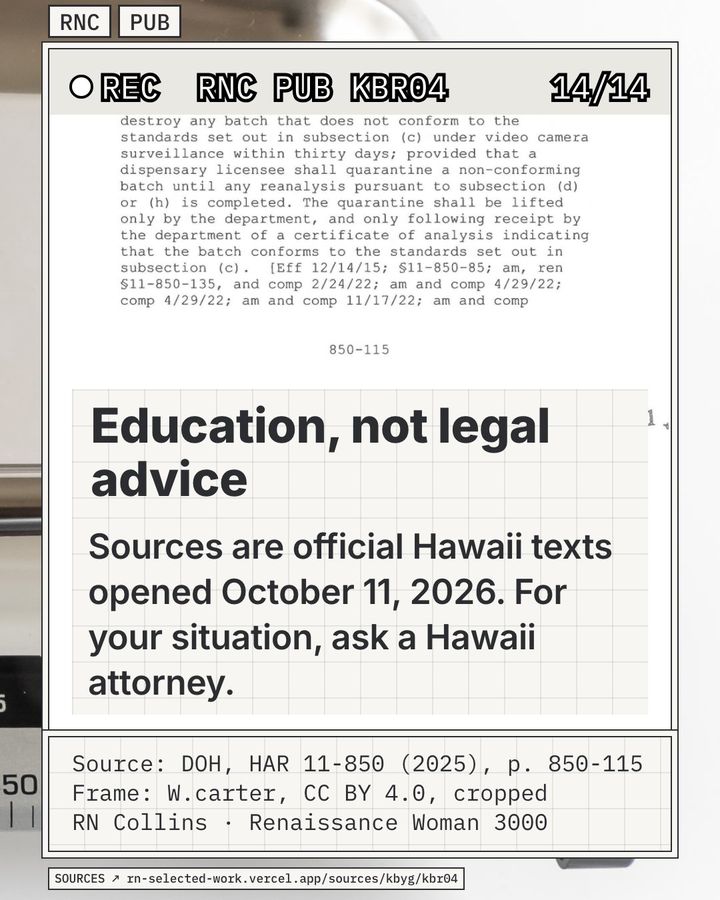 RNC PUB
REC RNC PUB KBR04 14/14
destroy any batch that does not conform to the
standards set out in subsection (c) under video camera
surveillance within thirty days; provided that a
dispensary licensee shall quarantine a non-conforming
batch until any reanalysis pursuant to subsection (d)
or (h) is completed. The quarantine shall be lifted
only by the department, and only following receipt by
the department of a certificate of analysis indicating
that the batch conforms to the standards set out in
subsection (c). [Eff 12/14/15; §11-850-85; am, ren
§11-850-135, and comp 2/24/22; am and comp 4/29/22;
comp 4/29/22; am and comp 11/17/22; am and comp
850-115
Education, not legal
advice
Sources are official Hawaii texts
opened October 11, 2026. For
your situation, ask a Hawaii
attorney.
50
Source: DOH, HAR 11-850 (2025), p. 850-115
Frame: W.carter, CC BY 4.0, cropped
RN Collins · Renaissance Woman 3000
SOURCES ↗ rn-selected-work.vercel.app/sources/kbyg/kbr04